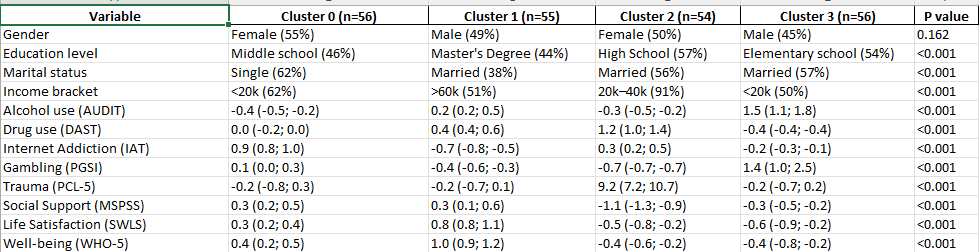 Variable Cluster 0 (n=56) Cluster 1 (n=55) Cluster 2 (n=54) Cluster 3 (n=56) P value
Gender Female (55%) Male (49%) Female (50%) Male (45%) 0.162
Education level Middle school (46%) Master's Degree (44%) High School (57%) Elementary school (54%) <0.001
Marital status Single (62%) Married (38%) Married (56%) Married (57%) <0.001
Income bracket <20k (62%) >60k (51%) 20k–40k (91%) <20k (50%) <0.001
Alcohol use (AUDIT) -0.4 (-0.5; -0.2) 0.2 (0.2; 0.5) -0.3 (-0.5; -0.2) 1.5 (1.1; 1.8) <0.001
Drug use (DAST) 0.0 (-0.2; 0.0) 0.4 (0.4; 0.6) 1.2 (1.0; 1.4) -0.4 (-0.4; -0.4) <0.001
Internet Addiction (IAT) 0.9 (0.8; 1.0) -0.7 (-0.8; -0.5) 0.3 (0.2; 0.5) -0.2 (-0.3; -0.1) <0.001
Gambling (PGSI) 0.1 (0.0; 0.3) -0.4 (-0.6; -0.3) -0.7 (-0.7; -0.7) 1.4 (1.0; 2.5) <0.001
Trauma (PCL-5) -0.2 (-0.8; 0.3) -0.2 (-0.7; 0.1) 9.2 (7.2; 10.7) -0.2 (-0.7; 0.2) <0.001
Social Support (MSPSS) 0.3 (0.2; 0.5) 0.3 (0.1; 0.6) -1.1 (-1.3; -0.9) -0.3 (-0.5; -0.2) <0.001
Life Satisfaction (SWLS) 0.3 (0.2; 0.4) 0.8 (0.8; 1.1) -0.5 (-0.8; -0.2) -0.6 (-0.9; -0.2) <0.001
Well-being (WHO-5) 0.4 (0.2; 0.5) 1.0 (0.9; 1.2) -0.4 (-0.6; -0.2) -0.4 (-0.8; -0.2) <0.001